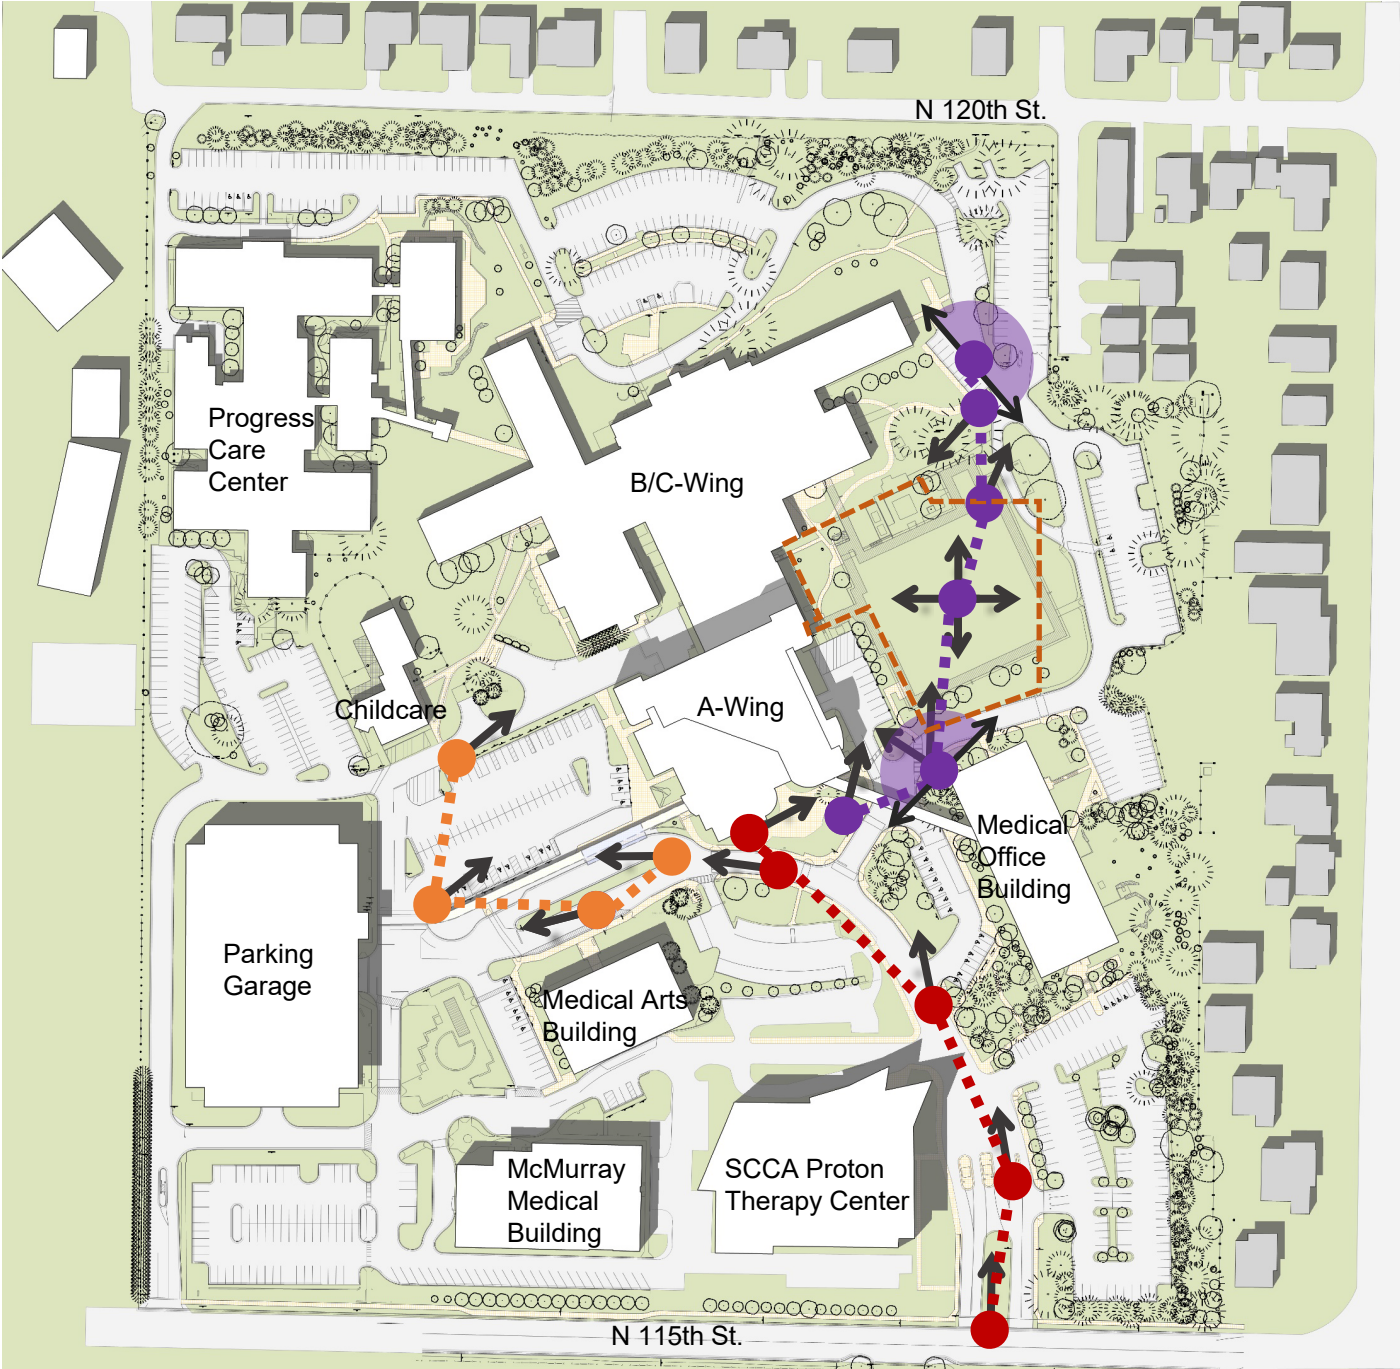 N 120th St.
Progress
Care
Center
B/C-Wing
Childcare
A-Wing
Medical
Office
Building
Parking
Garage
Medical Arts
Building
McMurray
Medical
Building
SCCA Proton
Therapy Center
N 115th St.